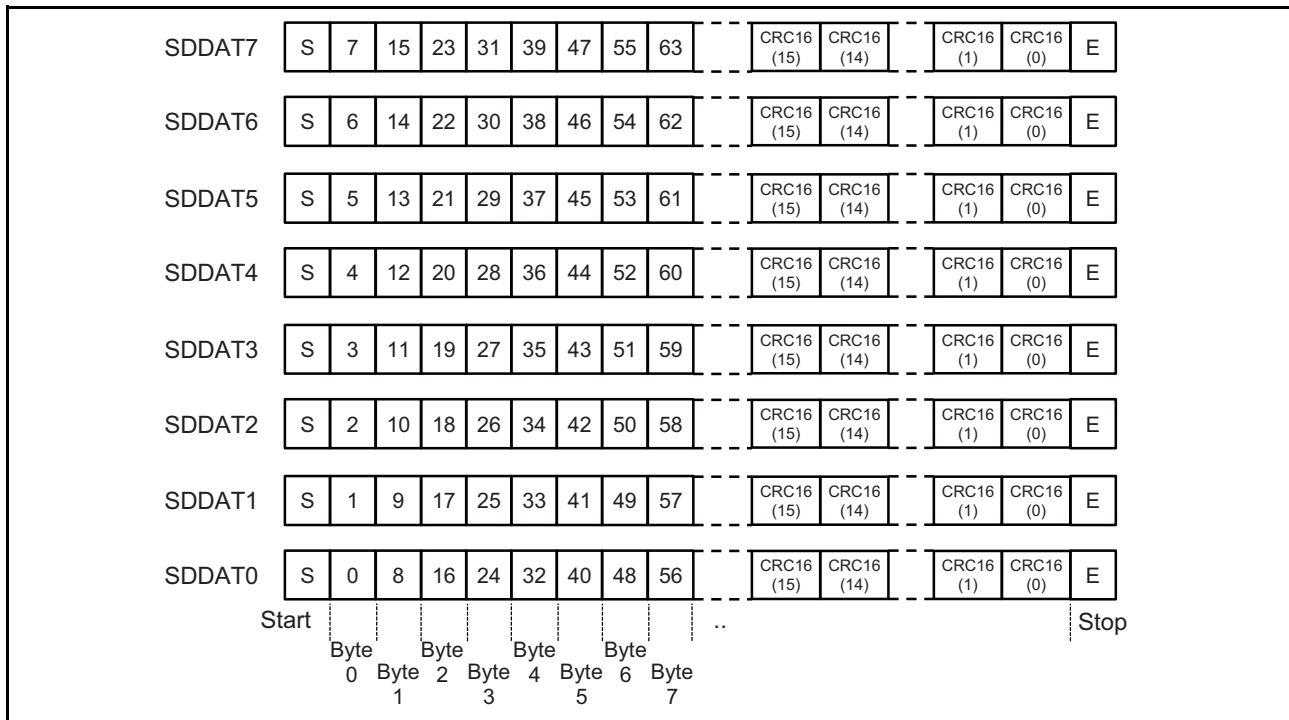 SDDAT7 S 7 15 23 31 39 47 55 63 CRC16 (15) CRC16 (14) CRC16 (1) CRC16 (0) E
SDDAT6 S 6 14 22 30 38 46 54 62 CRC16 (15) CRC16 (14) CRC16 (1) CRC16 (0) E
SDDAT5 S 5 13 21 29 37 45 53 61 CRC16 (15) CRC16 (14) CRC16 (1) CRC16 (0) E
SDDAT4 S 4 12 20 28 36 44 52 60 CRC16 (15) CRC16 (14) CRC16 (1) CRC16 (0) E
SDDAT3 S 3 11 19 27 35 43 51 59 CRC16 (15) CRC16 (14) CRC16 (1) CRC16 (0) E
SDDAT2 S 2 10 18 26 34 42 50 58 CRC16 (15) CRC16 (14) CRC16 (1) CRC16 (0) E
SDDAT1 S 1 9 17 25 33 41 49 57 CRC16 (15) CRC16 (14) CRC16 (1) CRC16 (0) E
SDDAT0 S 0 8 16 24 32 40 48 56 CRC16 (15) CRC16 (14) CRC16 (1) CRC16 (0) E
Start .. Stop
Byte 0 Byte 1 Byte 2 Byte 3 Byte 4 Byte 5 Byte 6 Byte 7